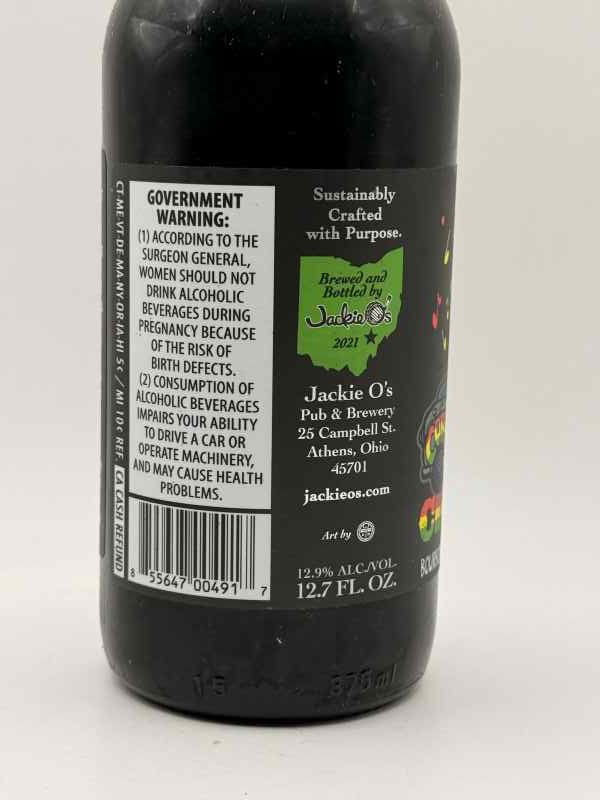 CT·ME·VT·DE·MA·NY·OR·IA·HI 5¢ / MI 10¢ REF. CA CASH REFUND
GOVERNMENT
WARNING:
(1) ACCORDING TO THE
SURGEON GENERAL,
WOMEN SHOULD NOT
DRINK ALCOHOLIC
BEVERAGES DURING
PREGNANCY BECAUSE
OF THE RISK OF
BIRTH DEFECTS.
(2) CONSUMPTION OF
ALCOHOLIC BEVERAGES
IMPAIRS YOUR ABILITY
TO DRIVE A CAR OR
OPERATE MACHINERY,
AND MAY CAUSE HEALTH
PROBLEMS.
8 55647 00491 7
Sustainably
Crafted
with Purpose.
Brewed and
Bottled by
Jackie O's
2021
Jackie O's
Pub & Brewery
25 Campbell St.
Athens, Ohio
45701
jackieos.com
Art by
12.9% ALC./VOL.
12.7 FL. OZ.
15 375ml